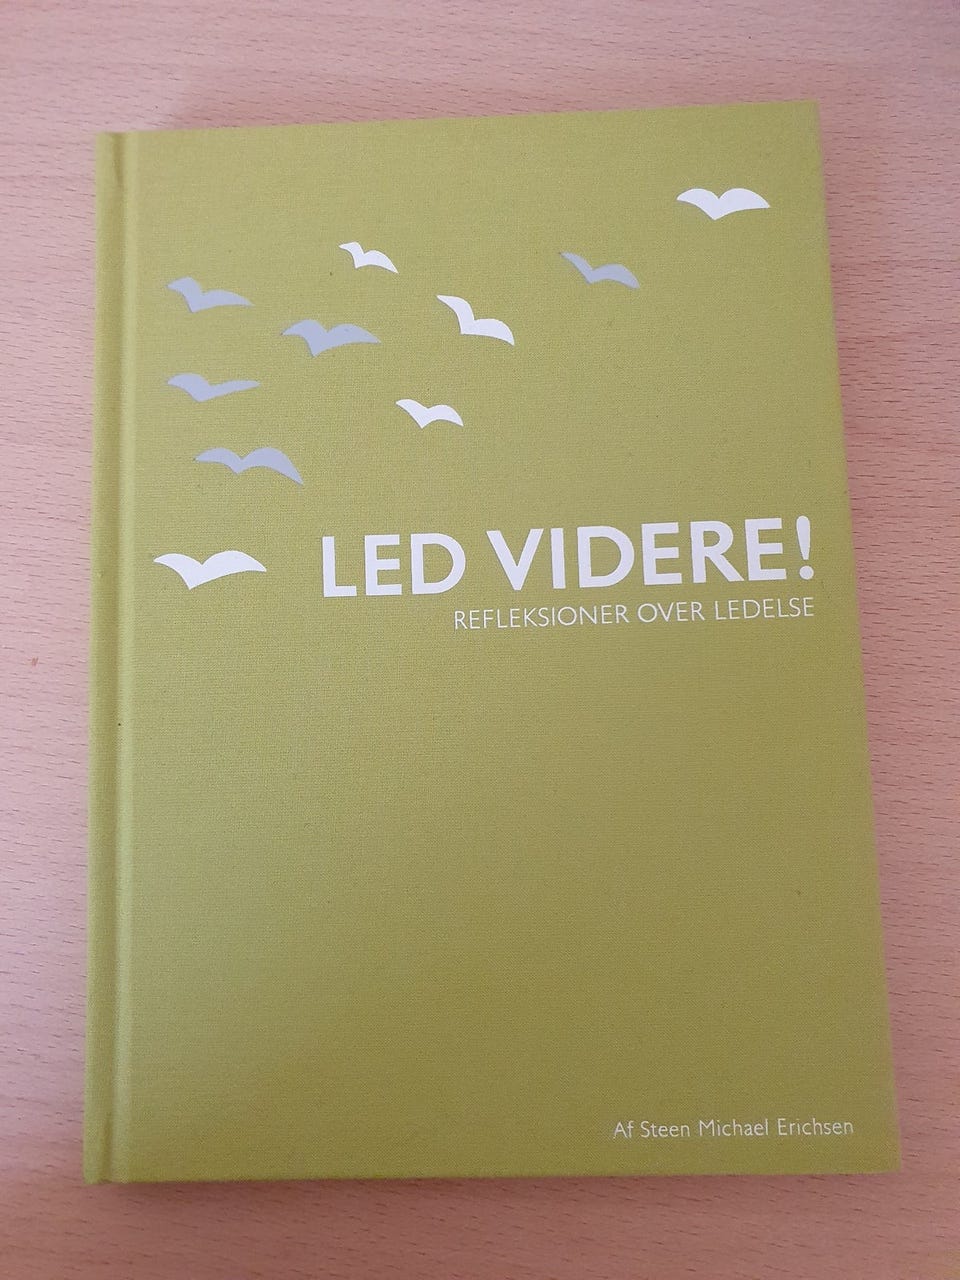 LED VIDERE!
REFLEKSIONER OVER LEDELSE
Af Steen Michael Erichsen